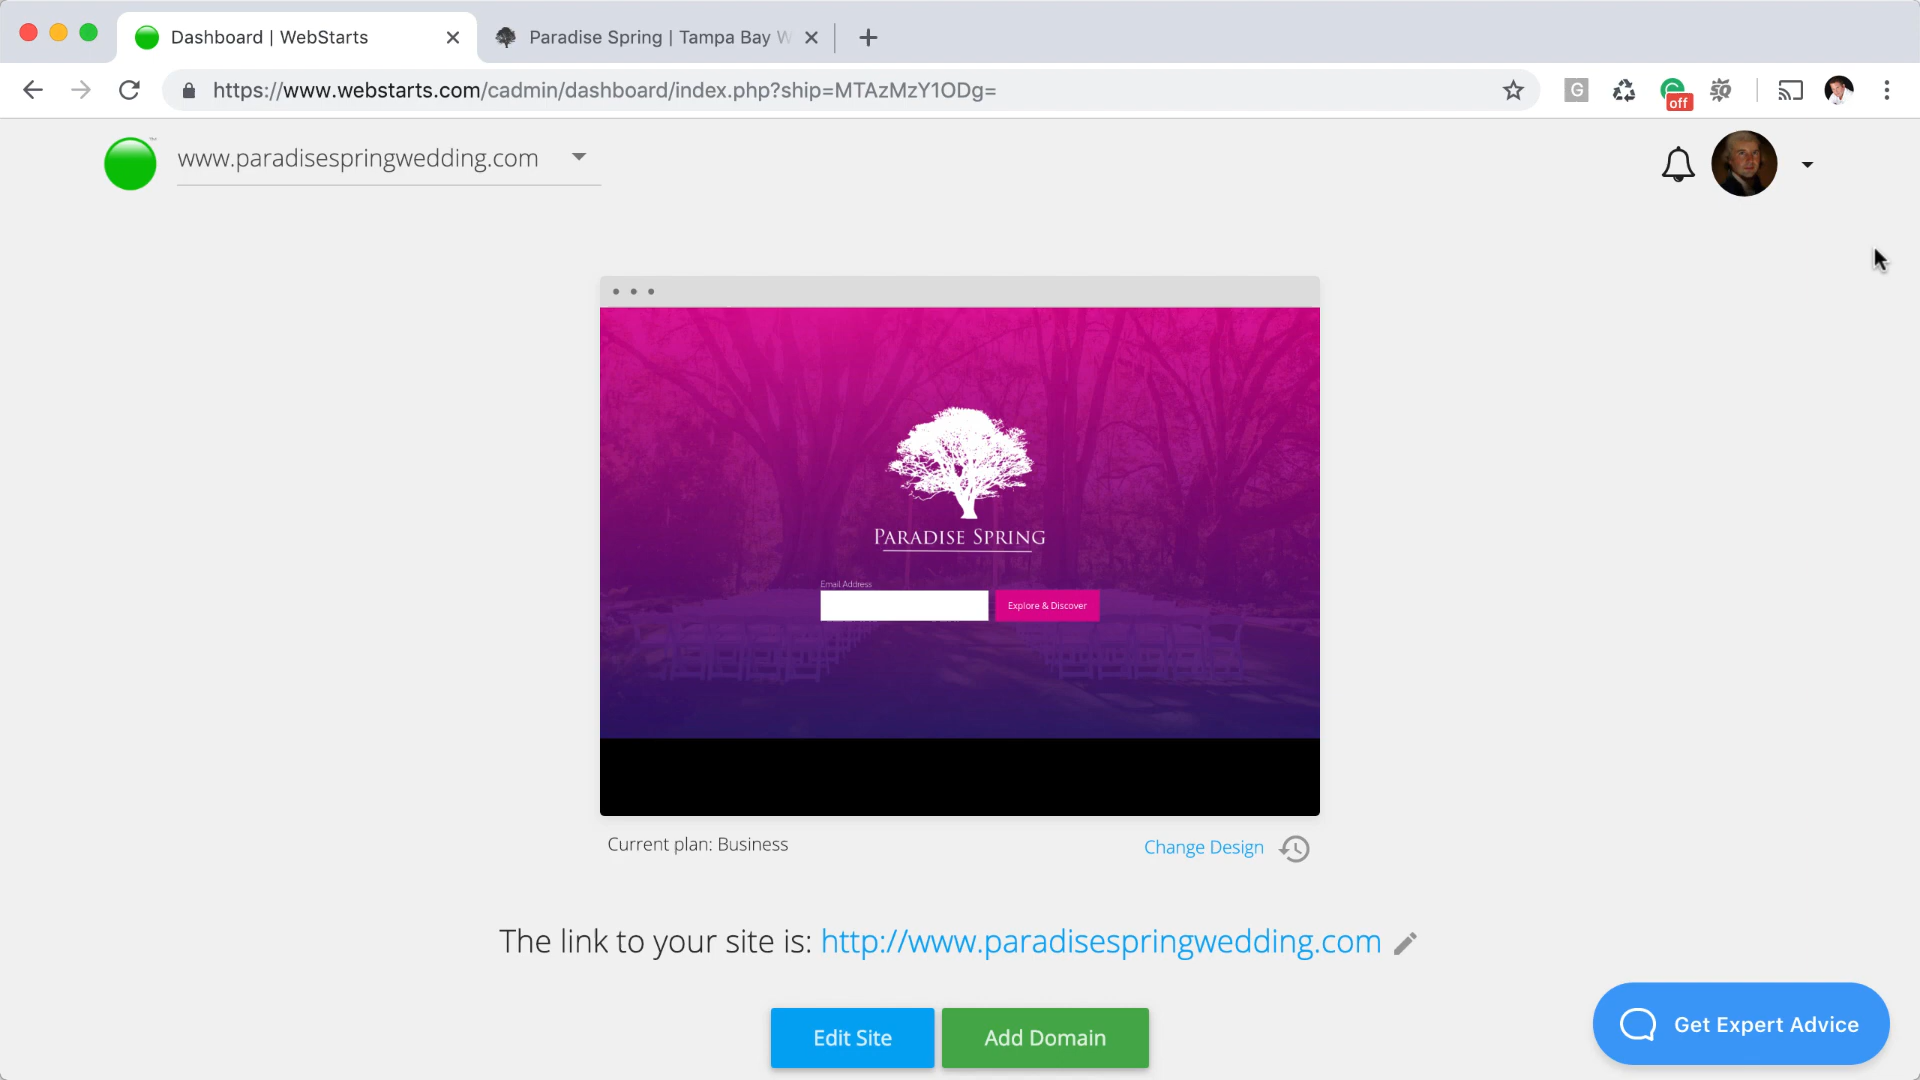 Dashboard | WebStarts
Paradise Spring | Tampa Bay W
https://www.webstarts.com/cadmin/dashboard/index.php?ship=MTAzMzY1ODg=
G
off
www.paradisespringwedding.com
PARADISE SPRING
Email Address
Explore & Discover
Current plan: Business
Change Design
The link to your site is: http://www.paradisespringwedding.com
Edit Site
Add Domain
Get Expert Advice